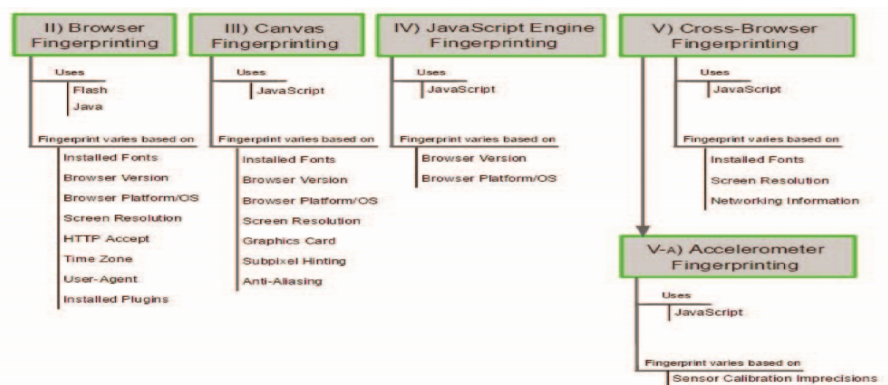 II) Browser
Fingerprinting
Uses
Flash
Java
Fingerprint varies based on
Installed Fonts
Browser Version
Browser Platform/OS
Screen Resolution
HTTP Accept
Time Zone
User-Agent
Installed Plugins
III) Canvas
Fingerprinting
Uses
JavaScript
Fingerprint varies based on
Installed Fonts
Browser Version
Browser Platform/OS
Screen Resolution
Graphics Card
Subpixel Hinting
Anti-Aliasing
IV) JavaScript Engine
Fingerprinting
Uses
JavaScript
Fingerprint varies based on
Browser Version
Browser Platform/OS
V) Cross-Browser
Fingerprinting
Uses
JavaScript
Fingerprint varies based on
Installed Fonts
Screen Resolution
Networking Information
V-A) Accelerometer
Fingerprinting
Uses
JavaScript
Fingerprint varies based on
Sensor Calibration Imprecisions